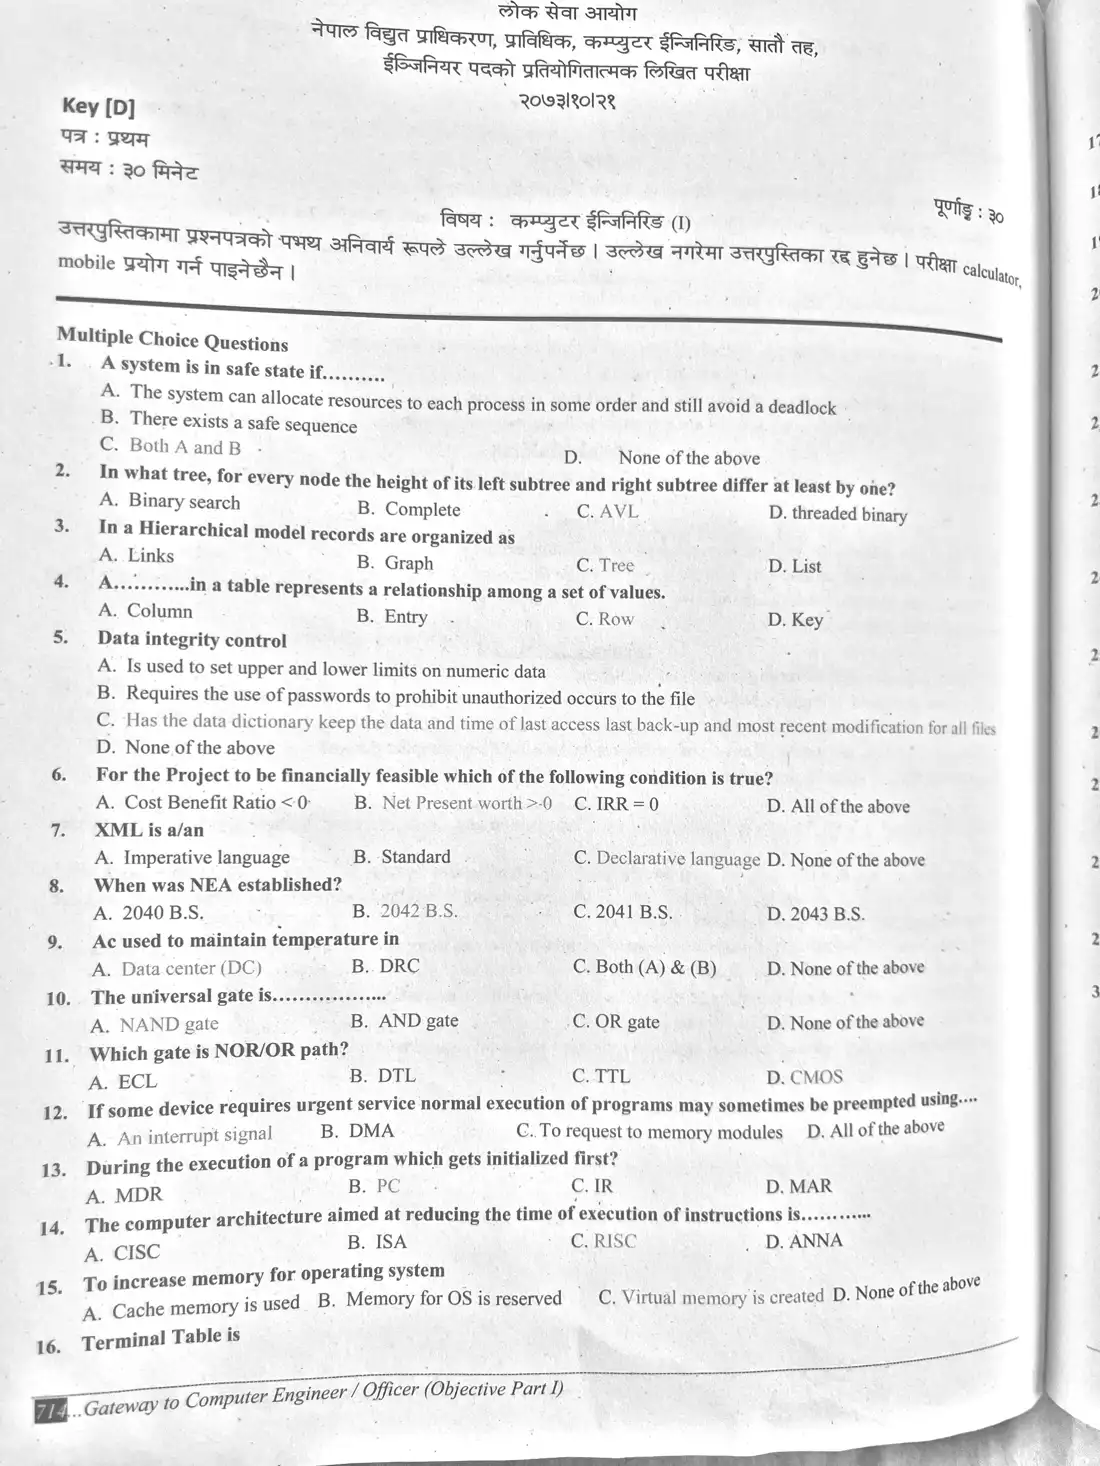 लोक सेवा आयोग
नेपाल विद्युत प्राधिकरण, प्राविधिक, कम्प्युटर ईन्जिनिरिङ, सातौ तह,
ईञ्जिनियर पदको प्रतियोगितात्मक लिखित परीक्षा
२०७३।१०।२१
Key [D]
पत्र : प्रथम
समय : ३० मिनेट
पूर्णाङ्क : ३०
विषय : कम्प्युटर ईन्जिनिरिङ (I)
उत्तरपुस्तिकामा प्रश्नपत्रको पभथ अनिवार्य रूपले उल्लेख गर्नुपर्नेछ । उल्लेख नगरेमा उत्तरपुस्तिका रद्द हुनेछ । परीक्षा calculator,
mobile प्रयोग गर्न पाइनेछैन ।
Multiple Choice Questions
1. A system is in safe state if..........
A. The system can allocate resources to each process in some order and still avoid a deadlock
B. There exists a safe sequence
C. Both A and B D. None of the above
2. In what tree, for every node the height of its left subtree and right subtree differ at least by one?
A. Binary search B. Complete C. AVL D. threaded binary
3. In a Hierarchical model records are organized as
A. Links B. Graph C. Tree D. List
4. A............in a table represents a relationship among a set of values.
A. Column B. Entry C. Row D. Key
5. Data integrity control
A. Is used to set upper and lower limits on numeric data
B. Requires the use of passwords to prohibit unauthorized occurs to the file
C. Has the data dictionary keep the data and time of last access last back-up and most recent modification for all files
D. None of the above
6. For the Project to be financially feasible which of the following condition is true?
A. Cost Benefit Ratio < 0 B. Net Present worth > 0 C. IRR = 0 D. All of the above
7. XML is a/an
A. Imperative language B. Standard C. Declarative language D. None of the above
8. When was NEA established?
A. 2040 B.S. B. 2042 B.S. C. 2041 B.S. D. 2043 B.S.
9. Ac used to maintain temperature in
A. Data center (DC) B. DRC C. Both (A) & (B) D. None of the above
10. The universal gate is..................
A. NAND gate B. AND gate C. OR gate D. None of the above
11. Which gate is NOR/OR path?
A. ECL B. DTL C. TTL D. CMOS
12. If some device requires urgent service normal execution of programs may sometimes be preempted using....
A. An interrupt signal B. DMA C. To request to memory modules D. All of the above
13. During the execution of a program which gets initialized first?
A. MDR B. PC C. IR D. MAR
14. The computer architecture aimed at reducing the time of execution of instructions is...........
A. CISC B. ISA C. RISC D. ANNA
15. To increase memory for operating system
A. Cache memory is used B. Memory for OS is reserved C. Virtual memory is created D. None of the above
16. Terminal Table is
714...Gateway to Computer Engineer / Officer (Objective Part I)